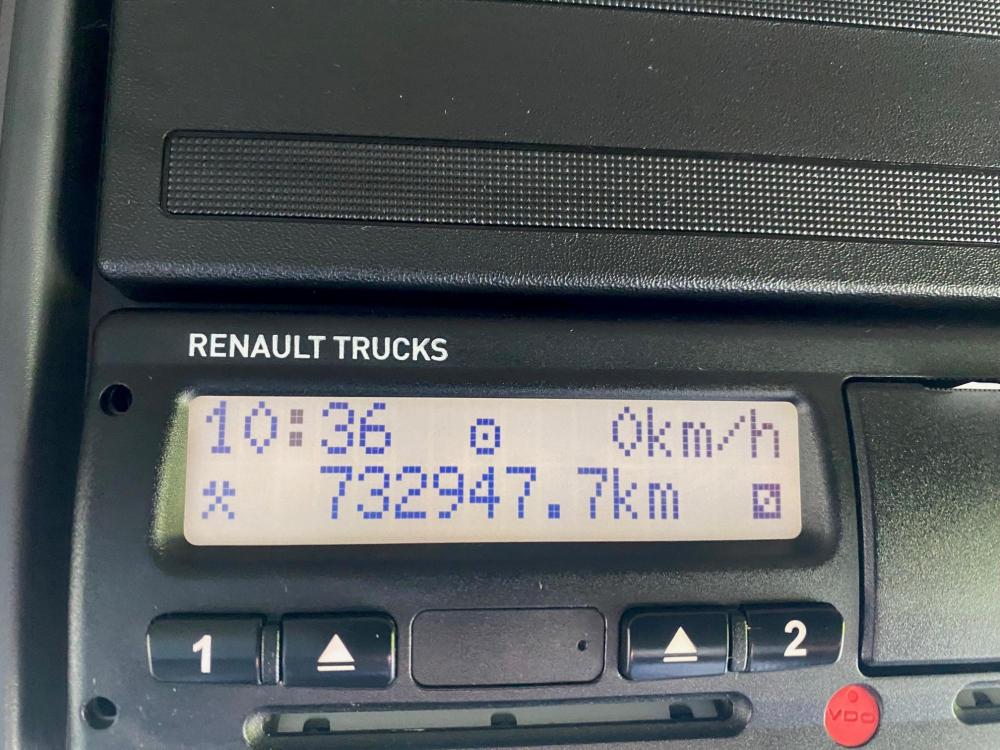 RENAULT TRUCKS
10:36 0km/h
732947.7km
1 2
VDO